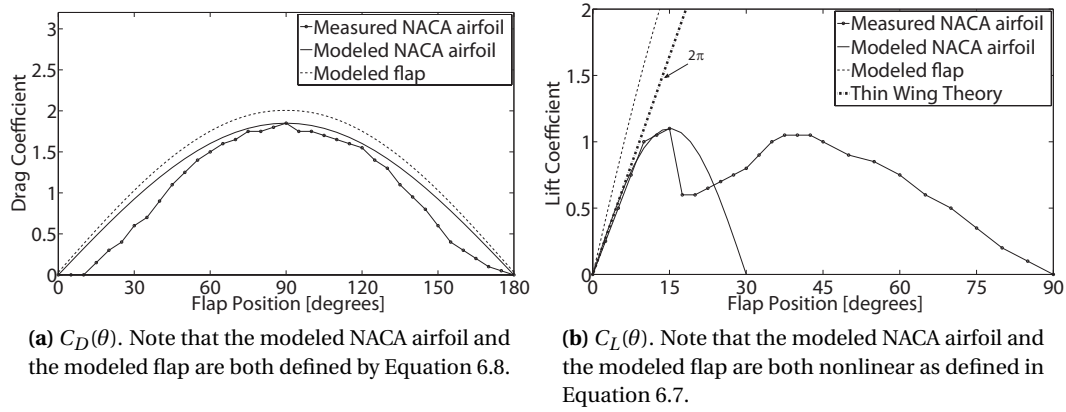 3
2.5
2
1.5
1
0.5
0
Drag Coefficient
Measured NACA airfoil
Modeled NACA airfoil
Modeled flap
0 30 60 90 120 150 180
Flap Position [degrees]
(a) C_D(θ). Note that the modeled NACA airfoil and
the modeled flap are both defined by Equation 6.8.
2
1.5
1
0.5
0
Lift Coefficient
Measured NACA airfoil
Modeled NACA airfoil
Modeled flap
Thin Wing Theory
2π
0 15 30 45 60 75 90
Flap Position [degrees]
(b) C_L(θ). Note that the modeled NACA airfoil and
the modeled flap are both nonlinear as defined in
Equation 6.7.